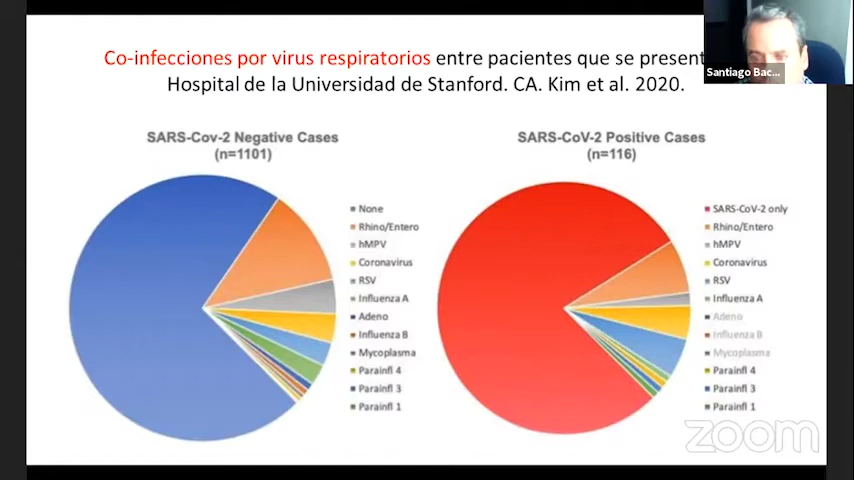 Co-infecciones por virus respiratorios entre pacientes que se present
Hospital de la Universidad de Stanford. CA. Kim et al. 2020.
Santiago Bac...
SARS-Cov-2 Negative Cases
(n=1101)
None
Rhino/Entero
hMPV
Coronavirus
RSV
Influenza A
Adeno
Influenza B
Mycoplasma
Parainfl 4
Parainfl 3
Parainfl 1
SARS-CoV-2 Positive Cases
(n=116)
SARS-CoV-2 only
Rhino/Entero
hMPV
Coronavirus
RSV
Influenza A
Adeno
Influenza B
Mycoplasma
Parainfl 4
Parainfl 3
Parainfl 1
zoom